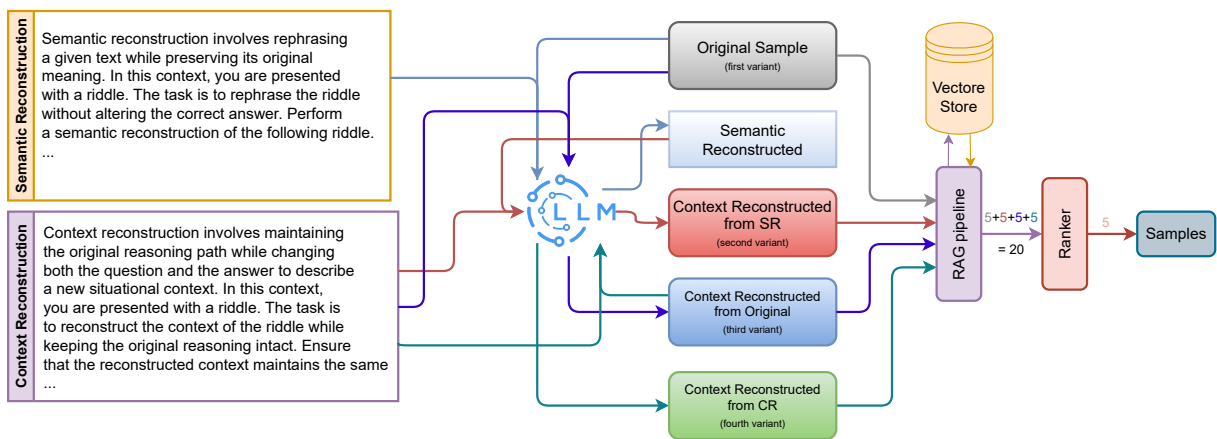 Semantic Reconstruction
Semantic reconstruction involves rephrasing
a given text while preserving its original
meaning. In this context, you are presented
with a riddle. The task is to rephrase the riddle
without altering the correct answer. Perform
a semantic reconstruction of the following riddle.
...
Context Reconstruction
Context reconstruction involves maintaining
the original reasoning path while changing
both the question and the answer to describe
a new situational context. In this context,
you are presented with a riddle. The task is
to reconstruct the context of the riddle while
keeping the original reasoning intact. Ensure
that the reconstructed context maintains the same
...
LLM
Original Sample
(first variant)
Semantic
Reconstructed
Context Reconstructed
from SR
(second variant)
Context Reconstructed
from Original
(third variant)
Context Reconstructed
from CR
(fourth variant)
Vectore
Store
RAG pipeline
5+5+5+5
= 20
Ranker
5
Samples